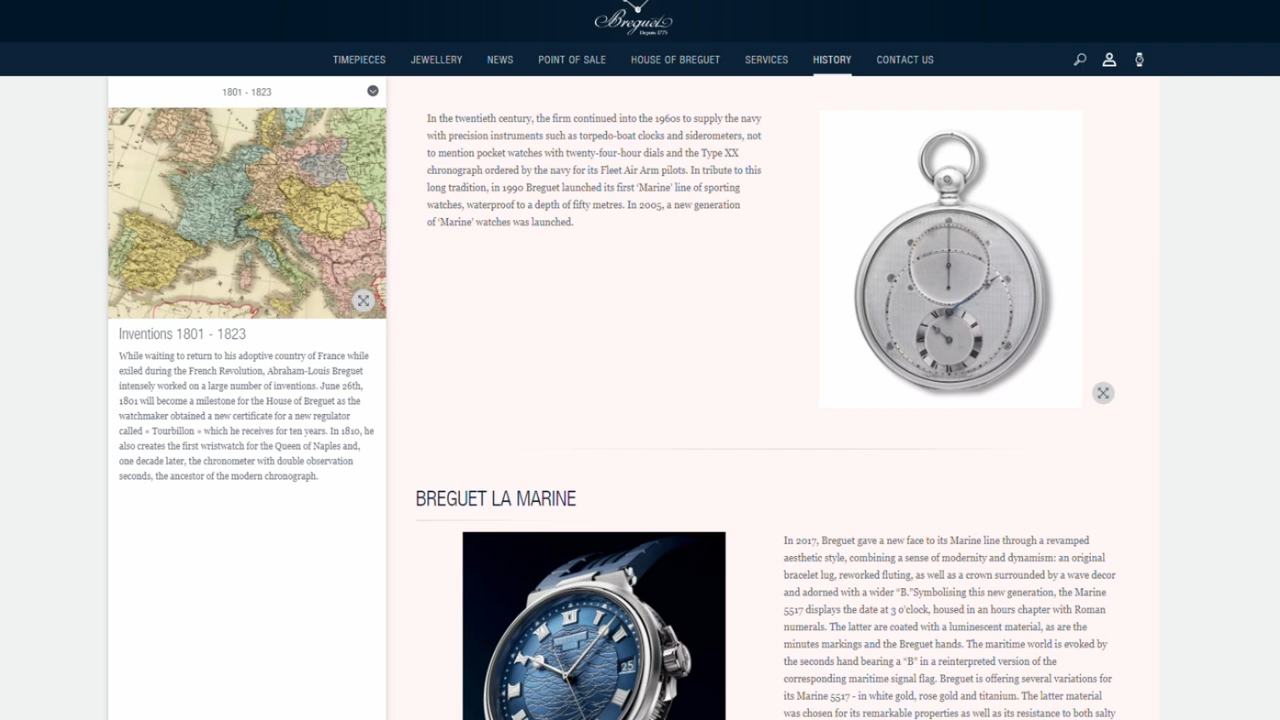 Breguet
Depuis 1775
TIMEPIECES JEWELLERY NEWS POINT OF SALE HOUSE OF BREGUET SERVICES HISTORY CONTACT US
1801 - 1823
Inventions 1801 - 1823
While waiting to return to his adoptive country of France while
exiled during the French Revolution, Abraham-Louis Breguet
intensely worked on a large number of inventions. June 26th,
1801 will become a milestone for the House of Breguet as the
watchmaker obtained a new certificate for a new regulator
called « Tourbillon » which he receives for ten years. In 1810, he
also creates the first wristwatch for the Queen of Naples and,
one decade later, the chronometer with double observation
seconds, the ancestor of the modern chronograph.
In the twentieth century, the firm continued into the 1960s to supply the navy
with precision instruments such as torpedo-boat clocks and siderometers, not
to mention pocket watches with twenty-four-hour dials and the Type XX
chronograph ordered by the navy for its Fleet Air Arm pilots. In tribute to this
long tradition, in 1990 Breguet launched its first ‘Marine’ line of sporting
watches, waterproof to a depth of fifty metres. In 2005, a new generation
of ‘Marine’ watches was launched.
BREGUET LA MARINE
25
In 2017, Breguet gave a new face to its Marine line through a revamped
aesthetic style, combining a sense of modernity and dynamism: an original
bracelet lug, reworked fluting, as well as a crown surrounded by a wave decor
and adorned with a wider “B.”Symbolising this new generation, the Marine
5517 displays the date at 3 o’clock, housed in an hours chapter with Roman
numerals. The latter are coated with a luminescent material, as are the
minutes markings and the Breguet hands. The maritime world is evoked by
the seconds hand bearing a “B” in a reinterpreted version of the
corresponding maritime signal flag. Breguet is offering several variations for
its Marine 5517 - in white gold, rose gold and titanium. The latter material
was chosen for its remarkable properties as well as its resistance to both salty